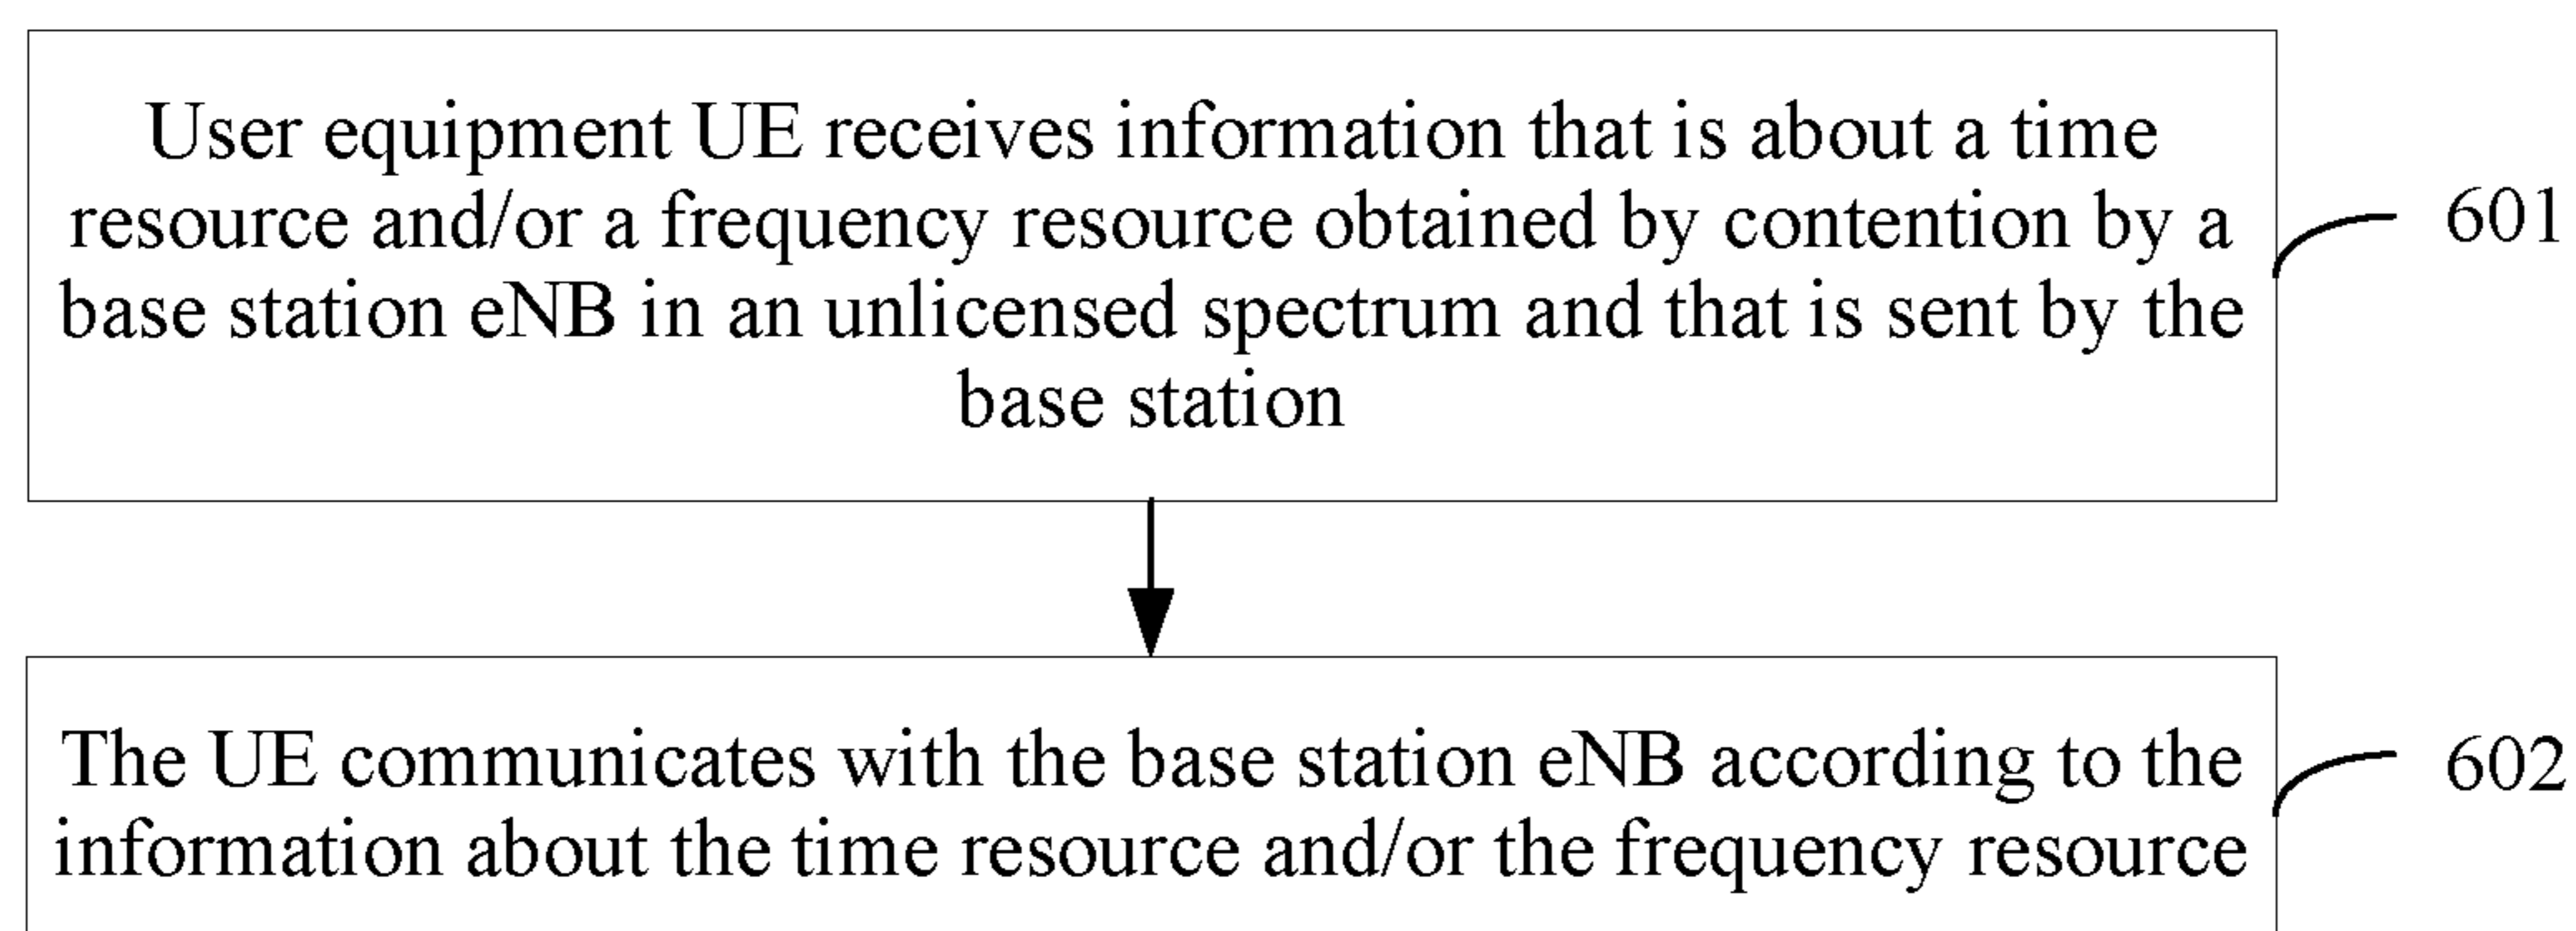 User equipment UE receives information that is about a time
resource and/or a frequency resource obtained by contention by a
base station eNB in an unlicensed spectrum and that is sent by the
base station
601
The UE communicates with the base station eNB according to the
information about the time resource and/or the frequency resource
602